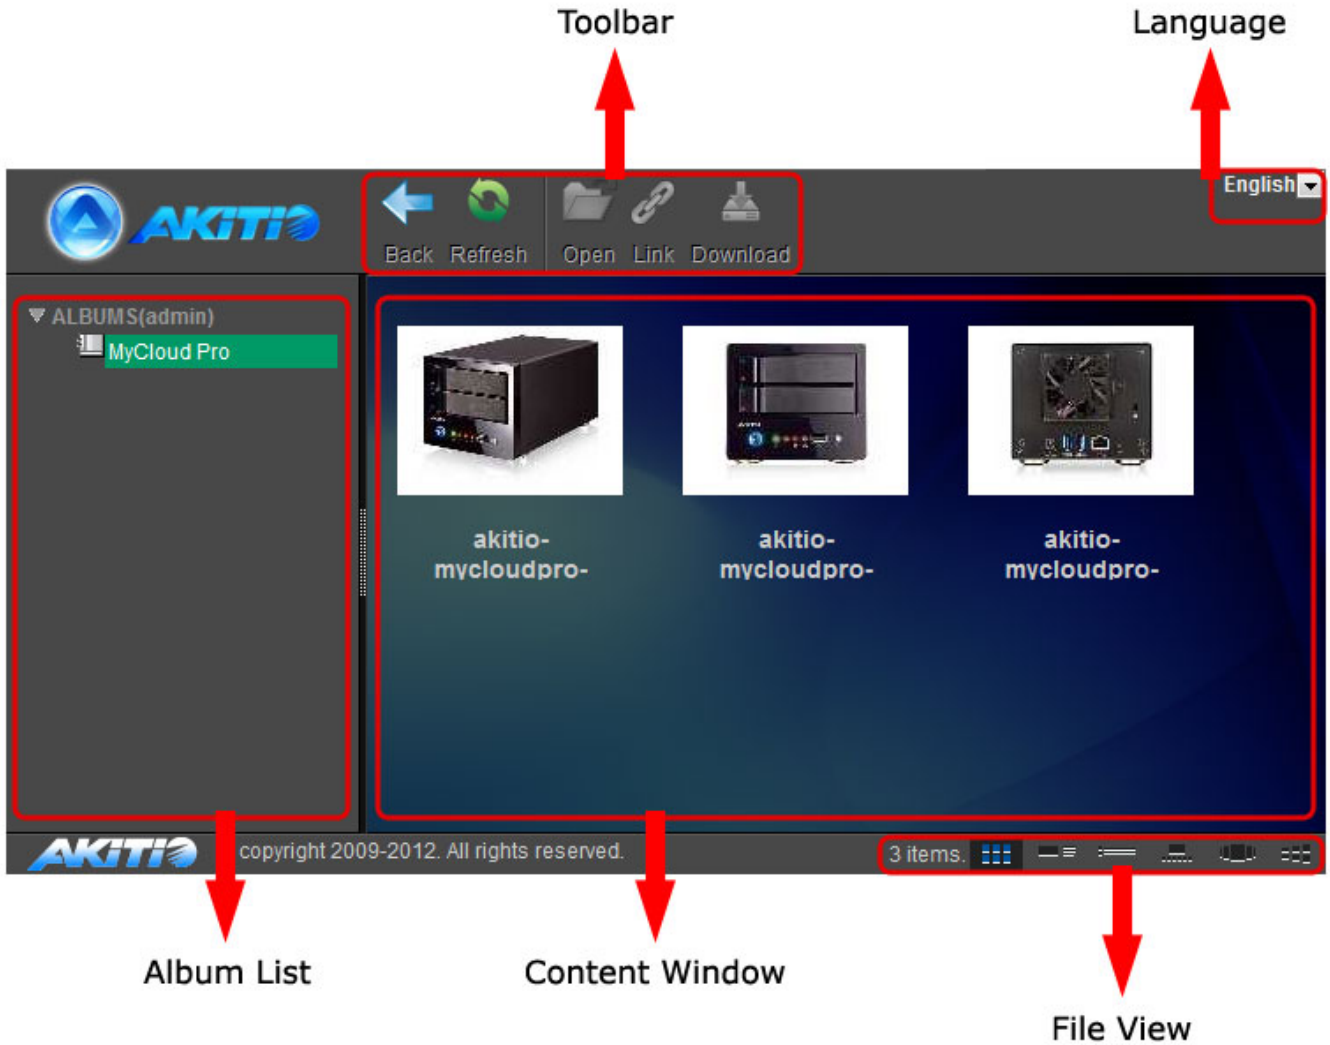 Toolbar
Language
AKiTiO
English
Back Refresh Open Link Download
ALBUMS(admin)
MyCloud Pro
akitio-
mycloudpro-
akitio-
mycloudpro-
akitio-
mycloudpro-
AKiTiO copyright 2009-2012. All rights reserved.
3 items.
Album List
Content Window
File View